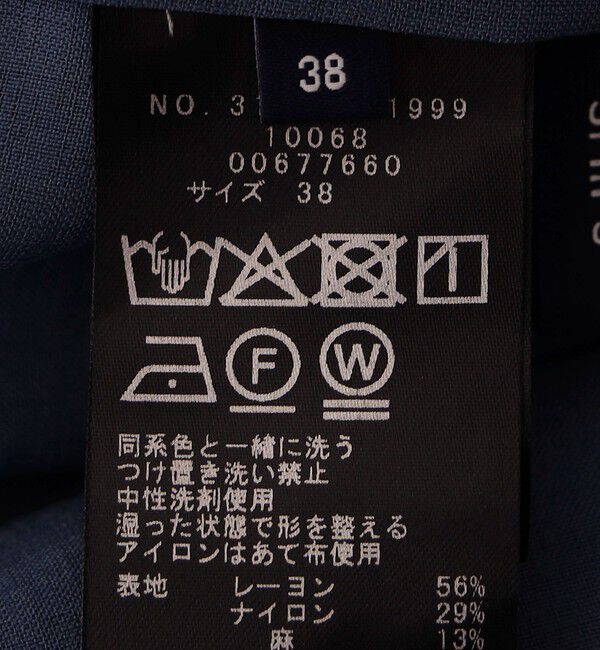 38
NO. 3 1999
10068
00677660
サイズ 38
F W
同系色と一緒に洗う
つけ置き洗い禁止
中性洗剤使用
湿った状態で形を整える
アイロンはあて布使用
表地 レーヨン 56%
ナイロン 29%
麻 13%